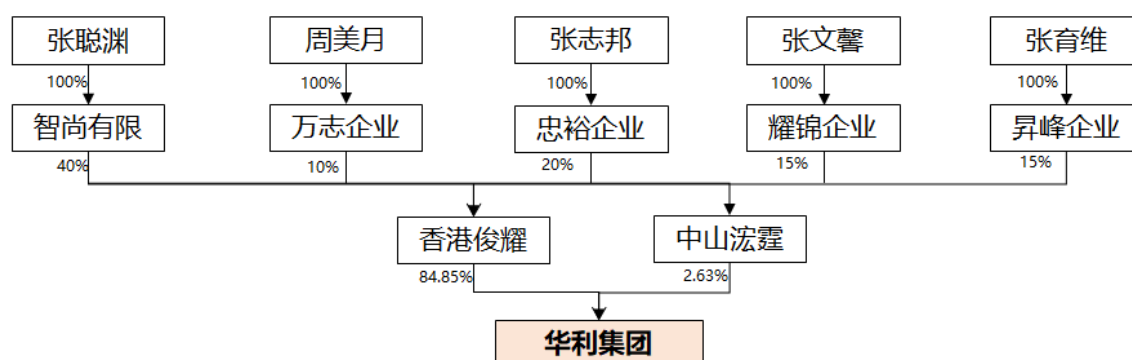 张聪渊 周美月 张志邦 张文馨 张育维
100% 100% 100% 100% 100%
智尚有限 万志企业 忠裕企业 耀锦企业 昇峰企业
40% 10% 20% 15% 15%
香港俊耀 中山浤霆
84.85% 2.63%
华利集团